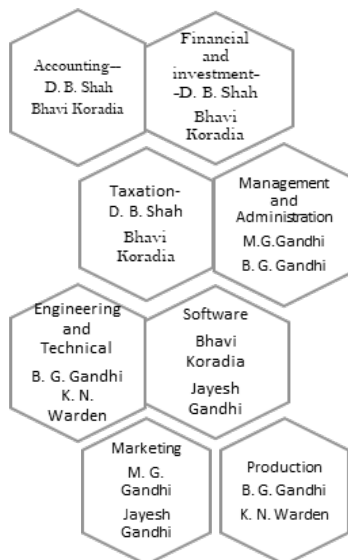 Accounting--
D. B. Shah
Bhavi Koradia
Financial
and
investment-
-D. B. Shah
Bhavi
Koradia
Taxation-
D. B. Shah
Bhavi
Koradia
Management
and
Administration
M.G.Gandhi
B. G. Gandhi
Engineering
and
Technical
B. G. Gandhi
K. N.
Warden
Software
Bhavi
Koradia
Jayesh
Gandhi
Marketing
M. G.
Gandhi
Jayesh
Gandhi
Production
B. G. Gandhi
K. N. Warden